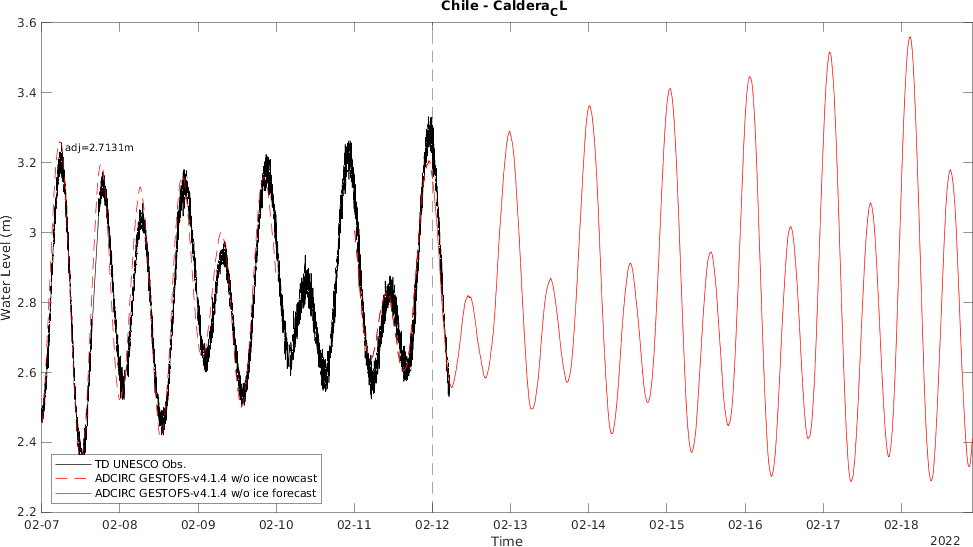 Chile - Caldera_CL
3.6
3.4
adj=2.7131m
3.2
3
Water Level (m)
2.8
2.6
2.4
TD UNESCO Obs.
ADCIRC GESTOFS-v4.1.4 w/o ice nowcast
ADCIRC GESTOFS-v4.1.4 w/o ice forecast
2.2
02-07 02-08 02-09 02-10 02-11 02-12 02-13 02-14 02-15 02-16 02-17 02-18
Time
2022